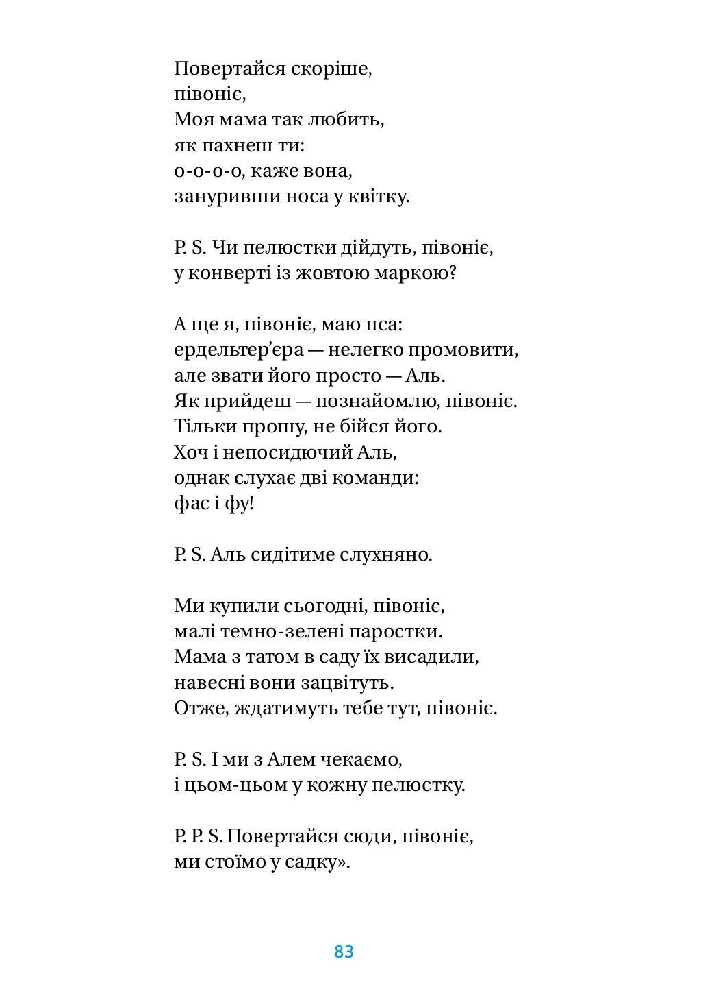 Повертайся скоріше,
півоніє,
Моя мама так любить,
як пахнеш ти:
о-о-о-о, каже вона,
зануривши носа у квітку.
P. S. Чи пелюстки дійдуть, півоніє,
у конверті із жовтою маркою?
А ще я, півоніє, маю пса:
ердельтер’єра — нелегко промовити,
але звати його просто — Аль.
Як прийдеш — познайомлю, півоніє.
Тільки прошу, не бійся його.
Хоч і непосидючий Аль,
однак слухає дві команди:
фас і фу!
P. S. Аль сидітиме слухняно.
Ми купили сьогодні, півоніє,
малі темно-зелені паростки.
Мама з татом в саду їх висадили,
навесні вони зацвітуть.
Отже, ждатимуть тебе тут, півоніє.
P. S. І ми з Алем чекаємо,
і цьом-цьом у кожну пелюстку.
P. P. S. Повертайся сюди, півоніє,
ми стоїмо у садку».
83